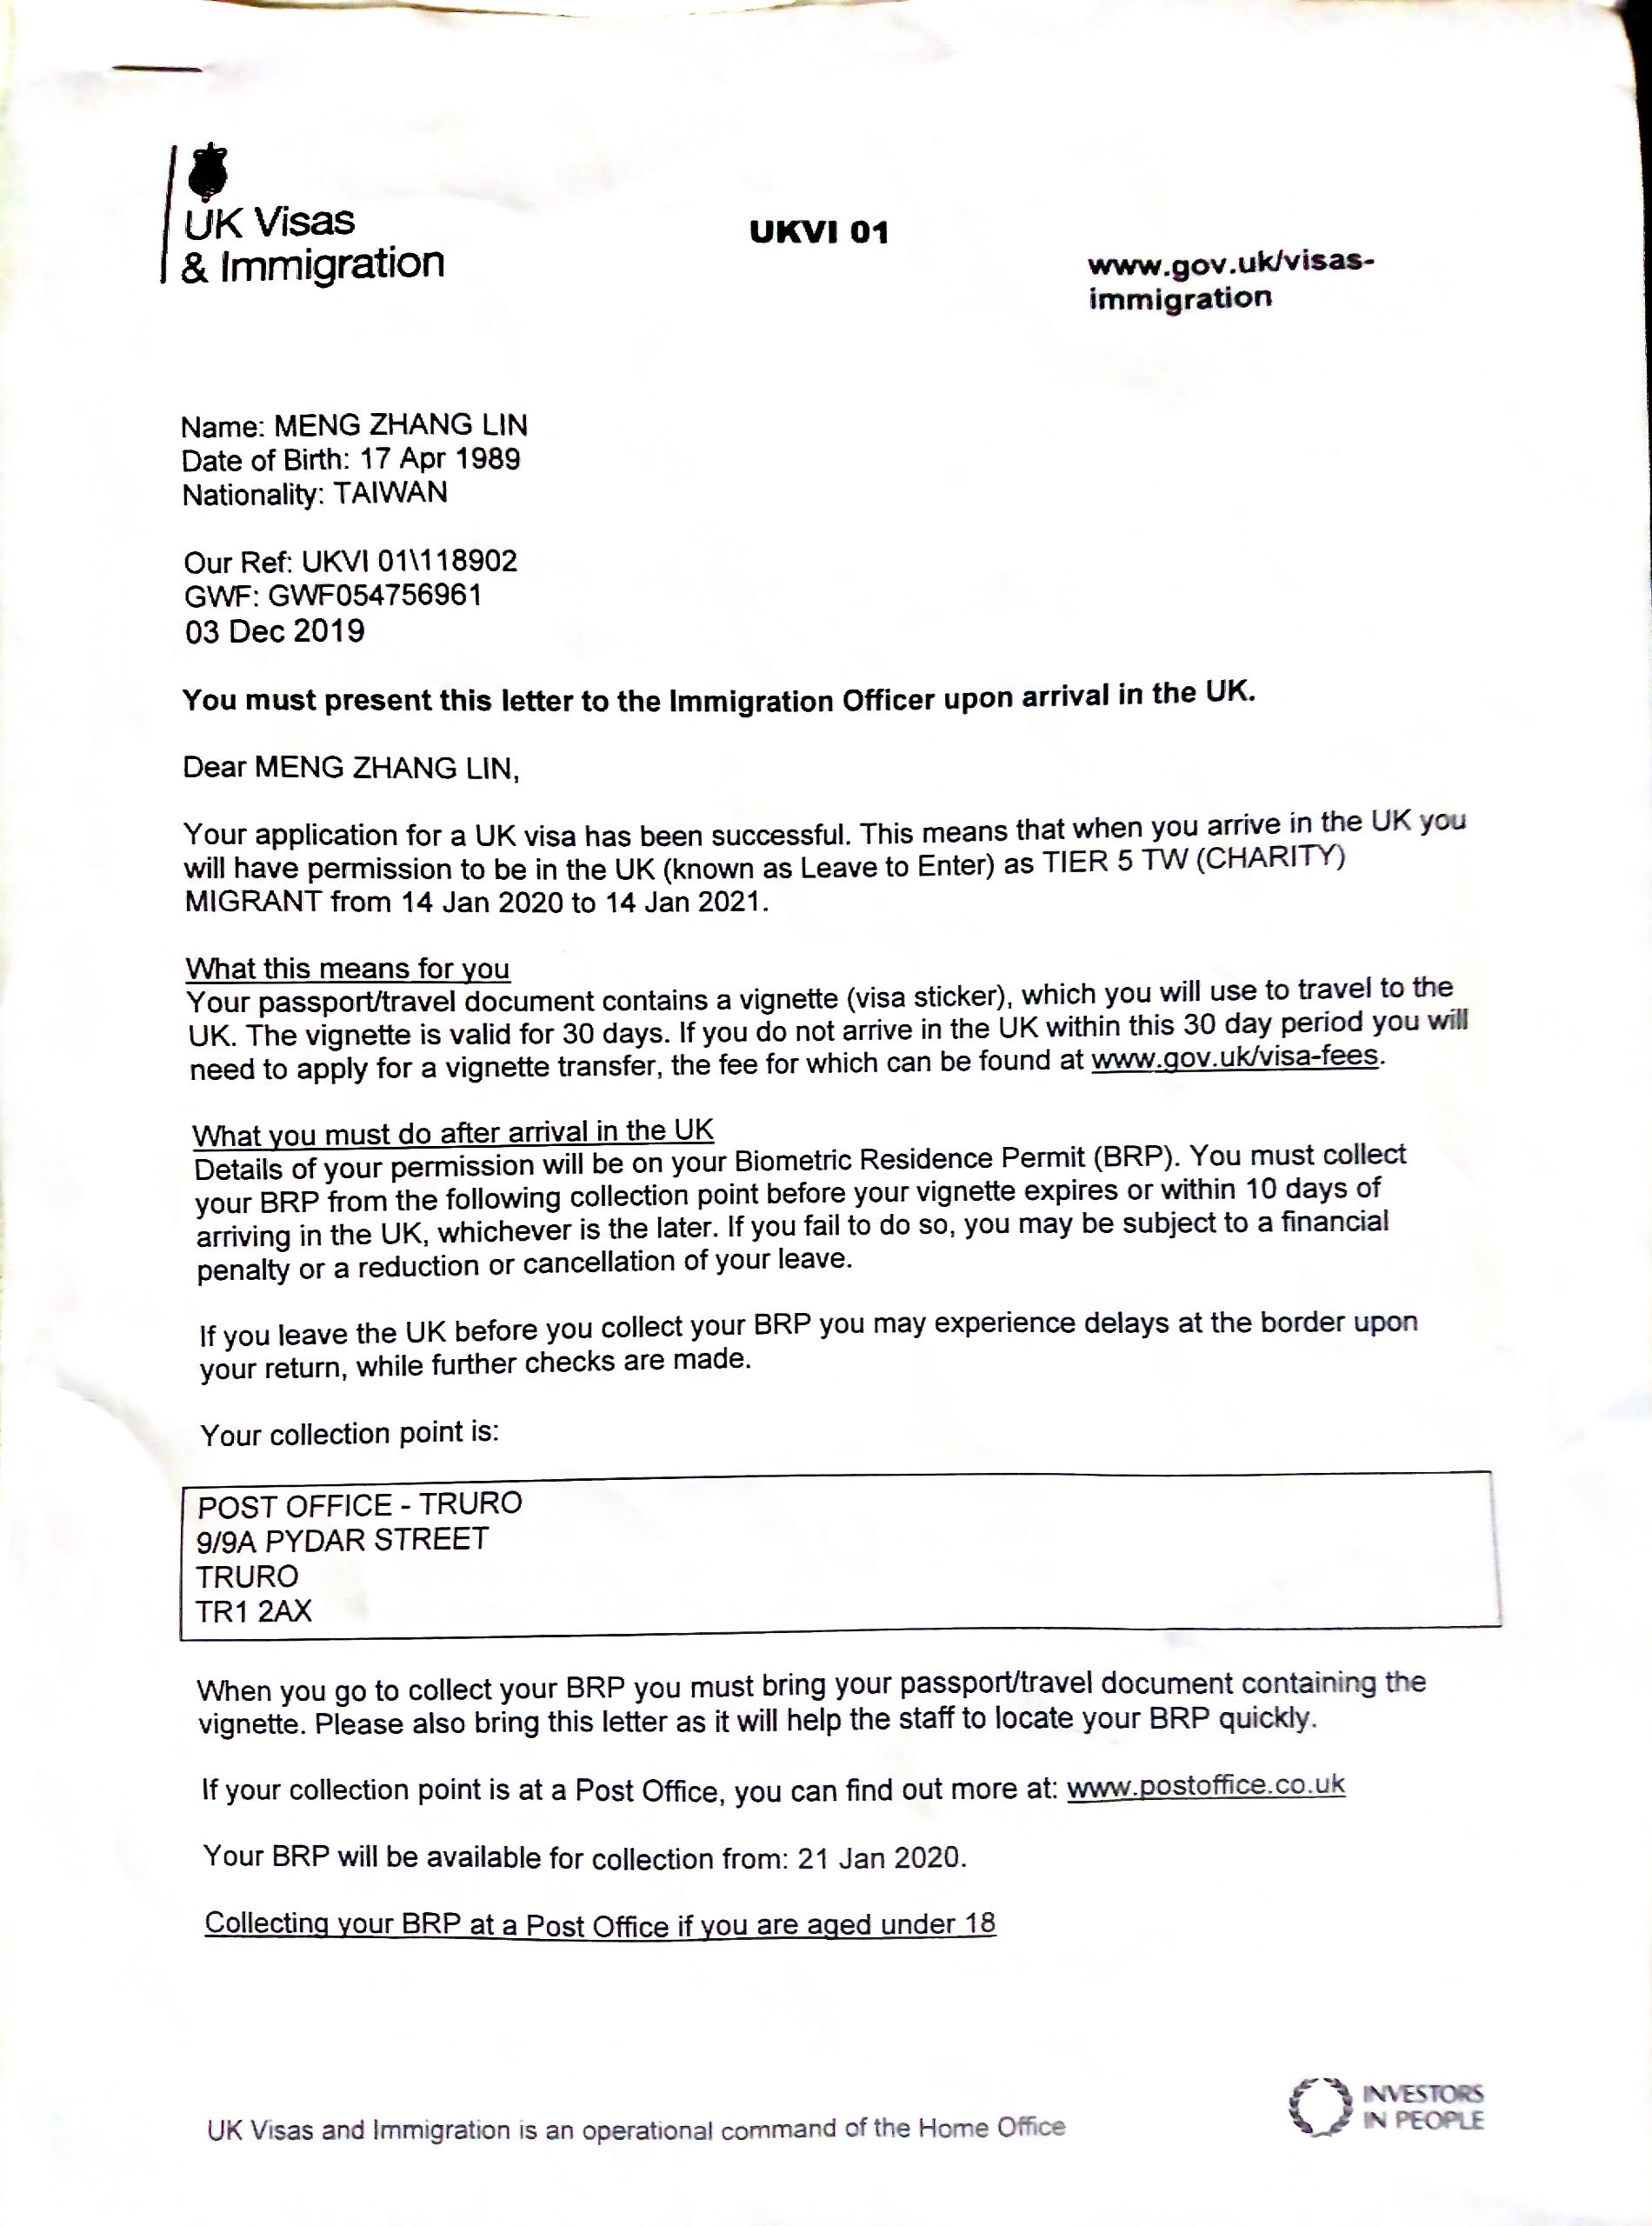 UK Visas
& Immigration
UKVI 01
www.gov.uk/visas-
immigration
Name: MENG ZHANG LIN
Date of Birth: 17 Apr 1989
Nationality: TAIWAN
Our Ref: UKVI 01\118902
GWF: GWF054756961
03 Dec 2019
You must present this letter to the Immigration Officer upon arrival in the UK.
Dear MENG ZHANG LIN,
Your application for a UK visa has been successful. This means that when you arrive in the UK you
will have permission to be in the UK (known as Leave to Enter) as TIER 5 TW (CHARITY)
MIGRANT from 14 Jan 2020 to 14 Jan 2021.
What this means for you
Your passport/travel document contains a vignette (visa sticker), which you will use to travel to the
UK. The vignette is valid for 30 days. If you do not arrive in the UK within this 30 day period you will
need to apply for a vignette transfer, the fee for which can be found at www.gov.uk/visa-fees.
What you must do after arrival in the UK
Details of your permission will be on your Biometric Residence Permit (BRP). You must collect
your BRP from the following collection point before your vignette expires or within 10 days of
arriving in the UK, whichever is the later. If you fail to do so, you may be subject to a financial
penalty or a reduction or cancellation of your leave.
If you leave the UK before you collect your BRP you may experience delays at the border upon
your return, while further checks are made.
Your collection point is:
POST OFFICE - TRURO
9/9A PYDAR STREET
TRURO
TR1 2AX
When you go to collect your BRP you must bring your passport/travel document containing the
vignette. Please also bring this letter as it will help the staff to locate your BRP quickly.
If your collection point is at a Post Office, you can find out more at: www.postoffice.co.uk
Your BRP will be available for collection from: 21 Jan 2020.
Collecting your BRP at a Post Office if you are aged under 18
UK Visas and Immigration is an operational command of the Home Office
INVESTORS
IN PEOPLE